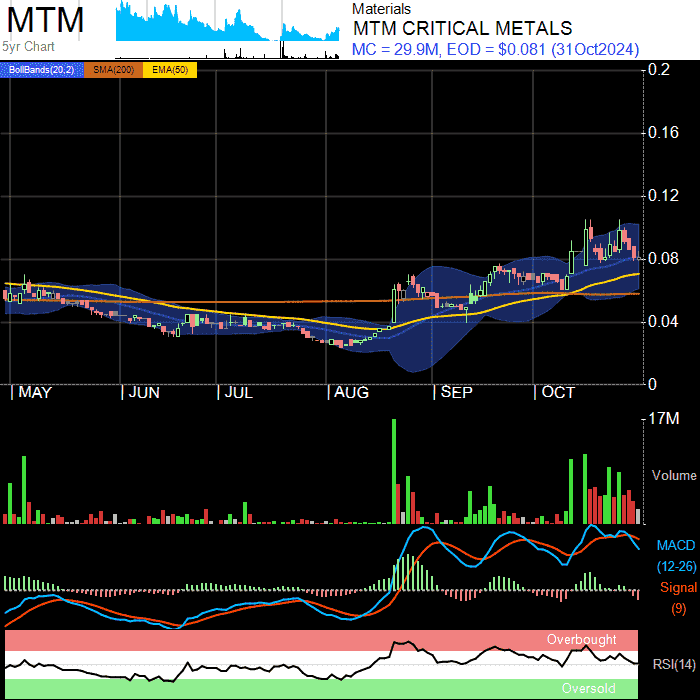 MTM
5yr Chart
Materials
MTM CRITICAL METALS
MC = 29.9M, EOD = $0.081 (31Oct2024)
BollBands(20,2) SMA(200) EMA(50)
0.2
0.16
0.12
0.08
0.04
0
MAY JUN JUL AUG SEP OCT
17M
Volume
MACD
(12-26)
Signal
(9)
Overbought
RSI(14)
Oversold